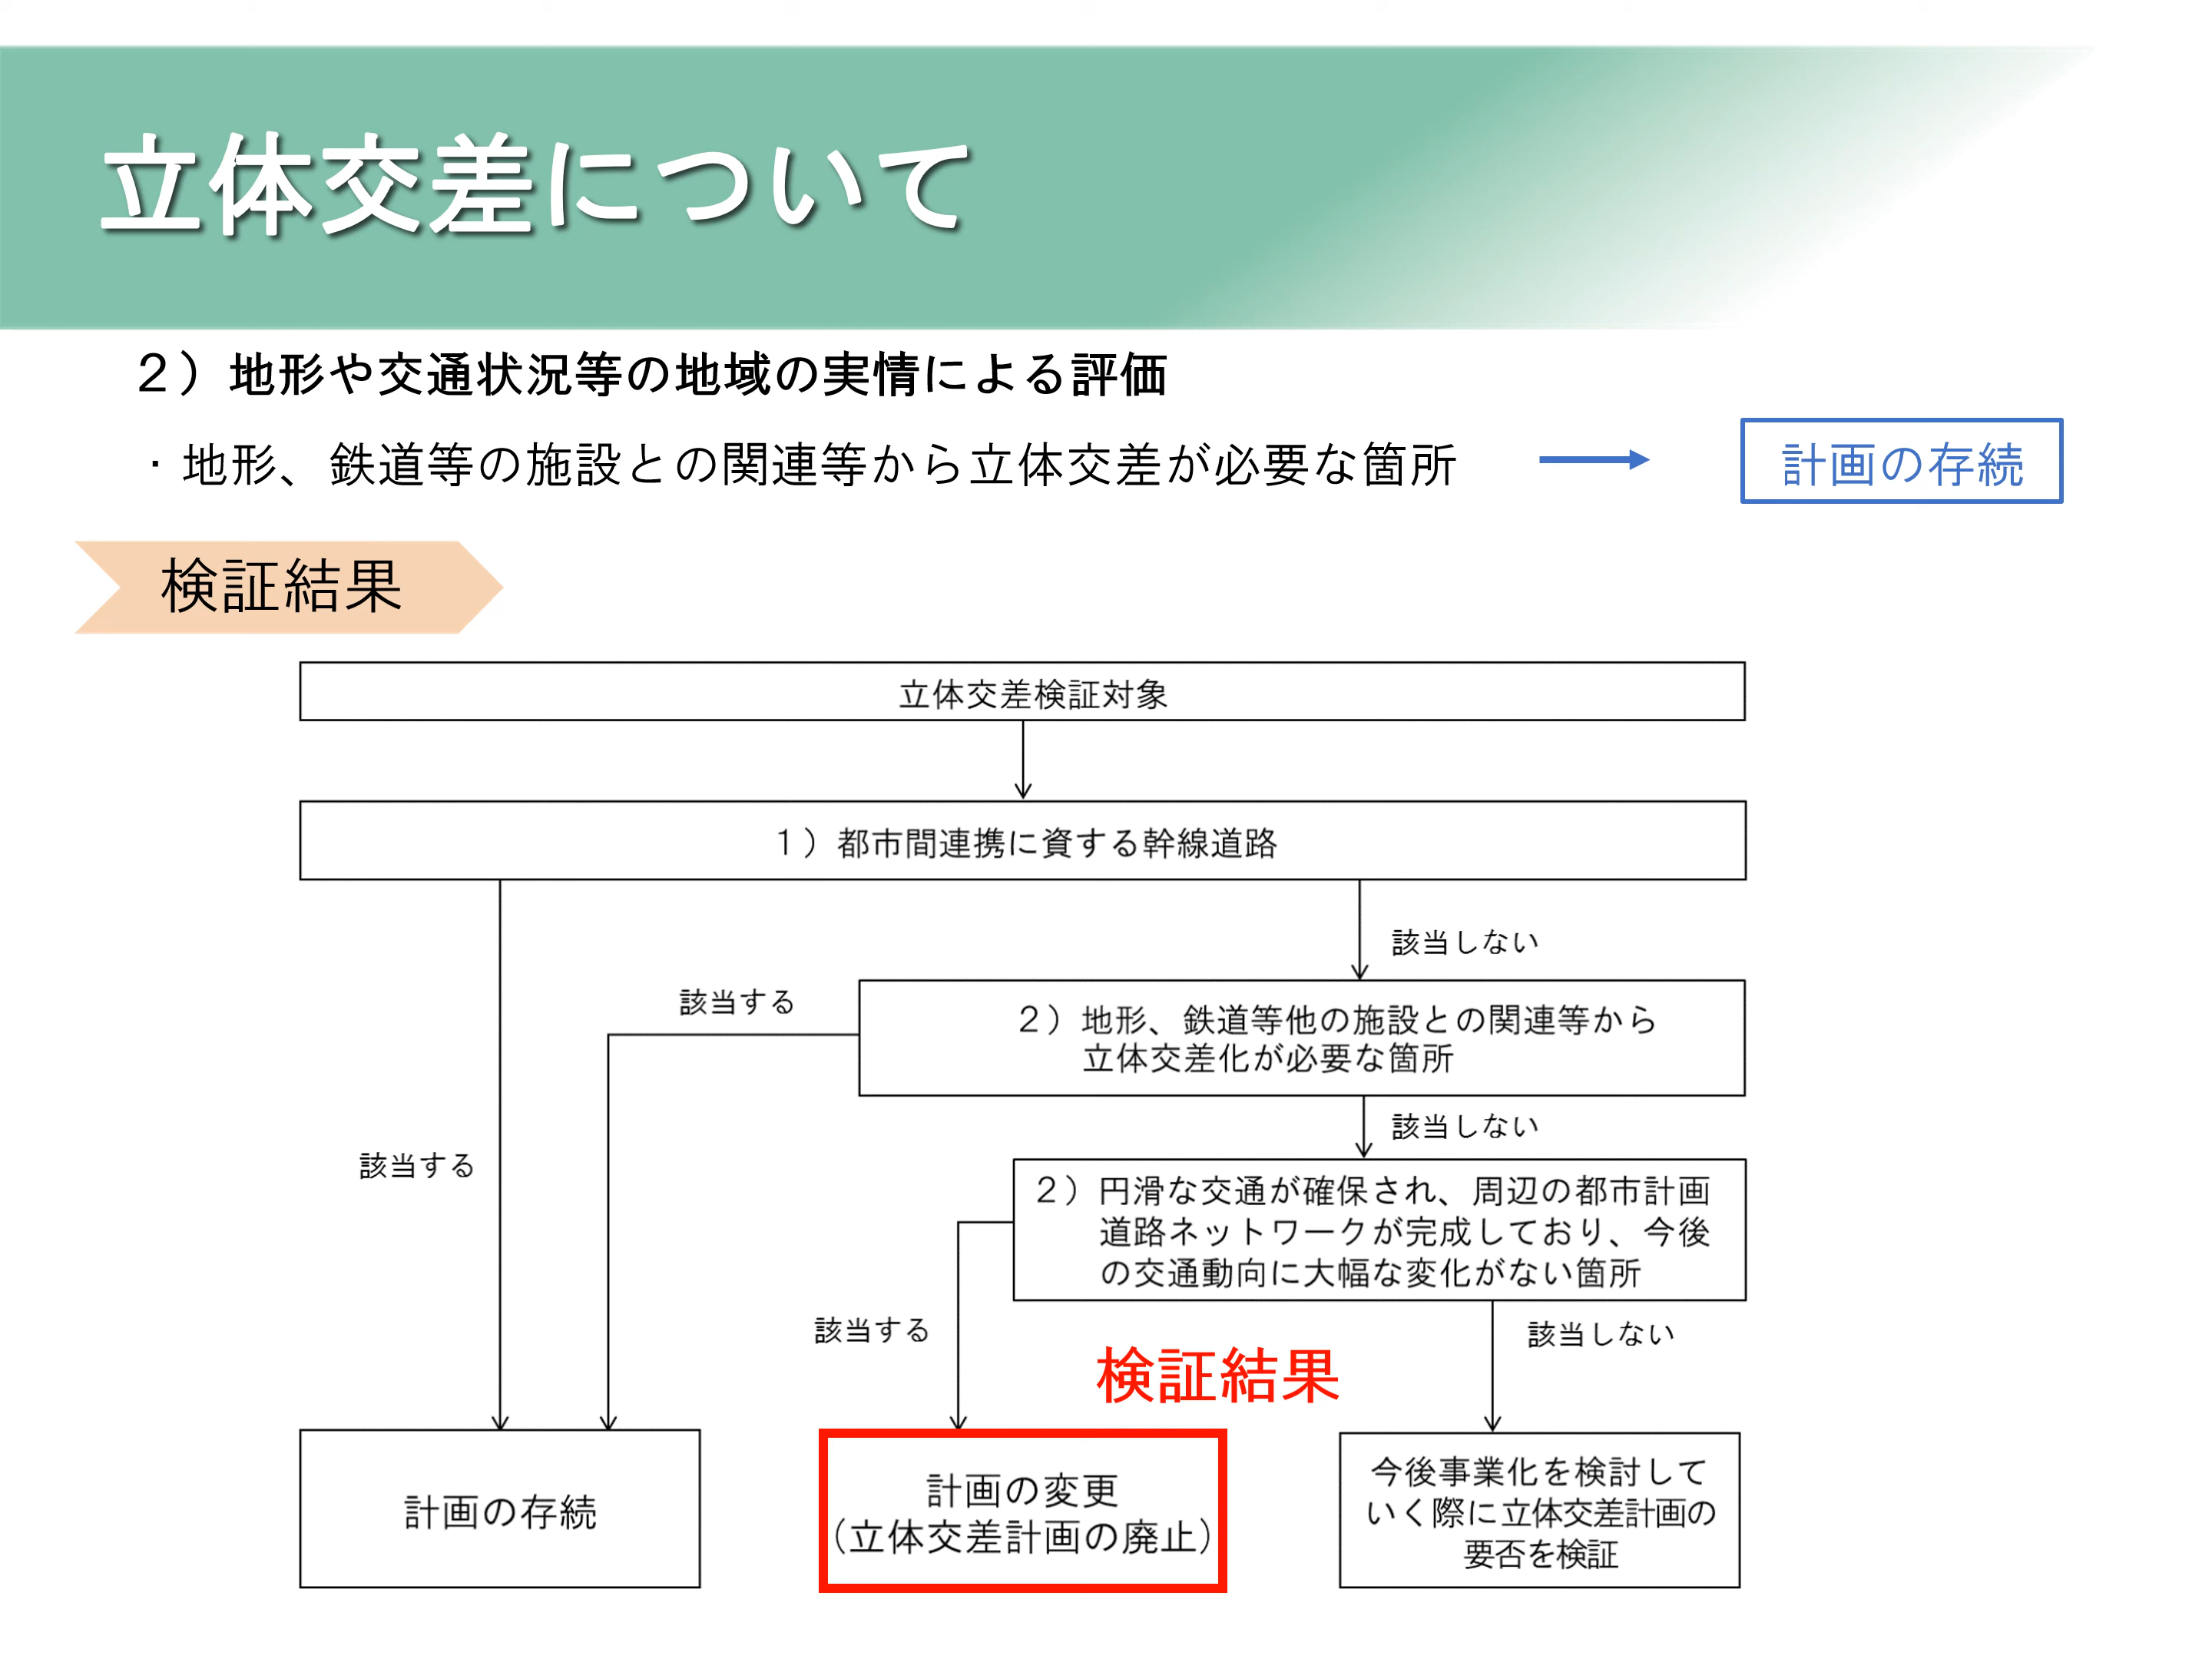 立体交差について
２）地形や交通状況等の地域の実情による評価
・地形、鉄道等の施設との関連等から立体交差が必要な箇所
計画の存続
検証結果
立体交差検証対象
１）都市間連携に資する幹線道路
該当しない
該当する
２）地形、鉄道等他の施設との関連等から
立体交差化が必要な箇所
該当しない
該当する
２）円滑な交通が確保され、周辺の都市計画
道路ネットワークが完成しており、今後
の交通動向に大幅な変化がない箇所
該当する
該当しない
検証結果
計画の存続
計画の変更
（立体交差計画の廃止）
今後事業化を検討して
いく際に立体交差計画の
要否を検証